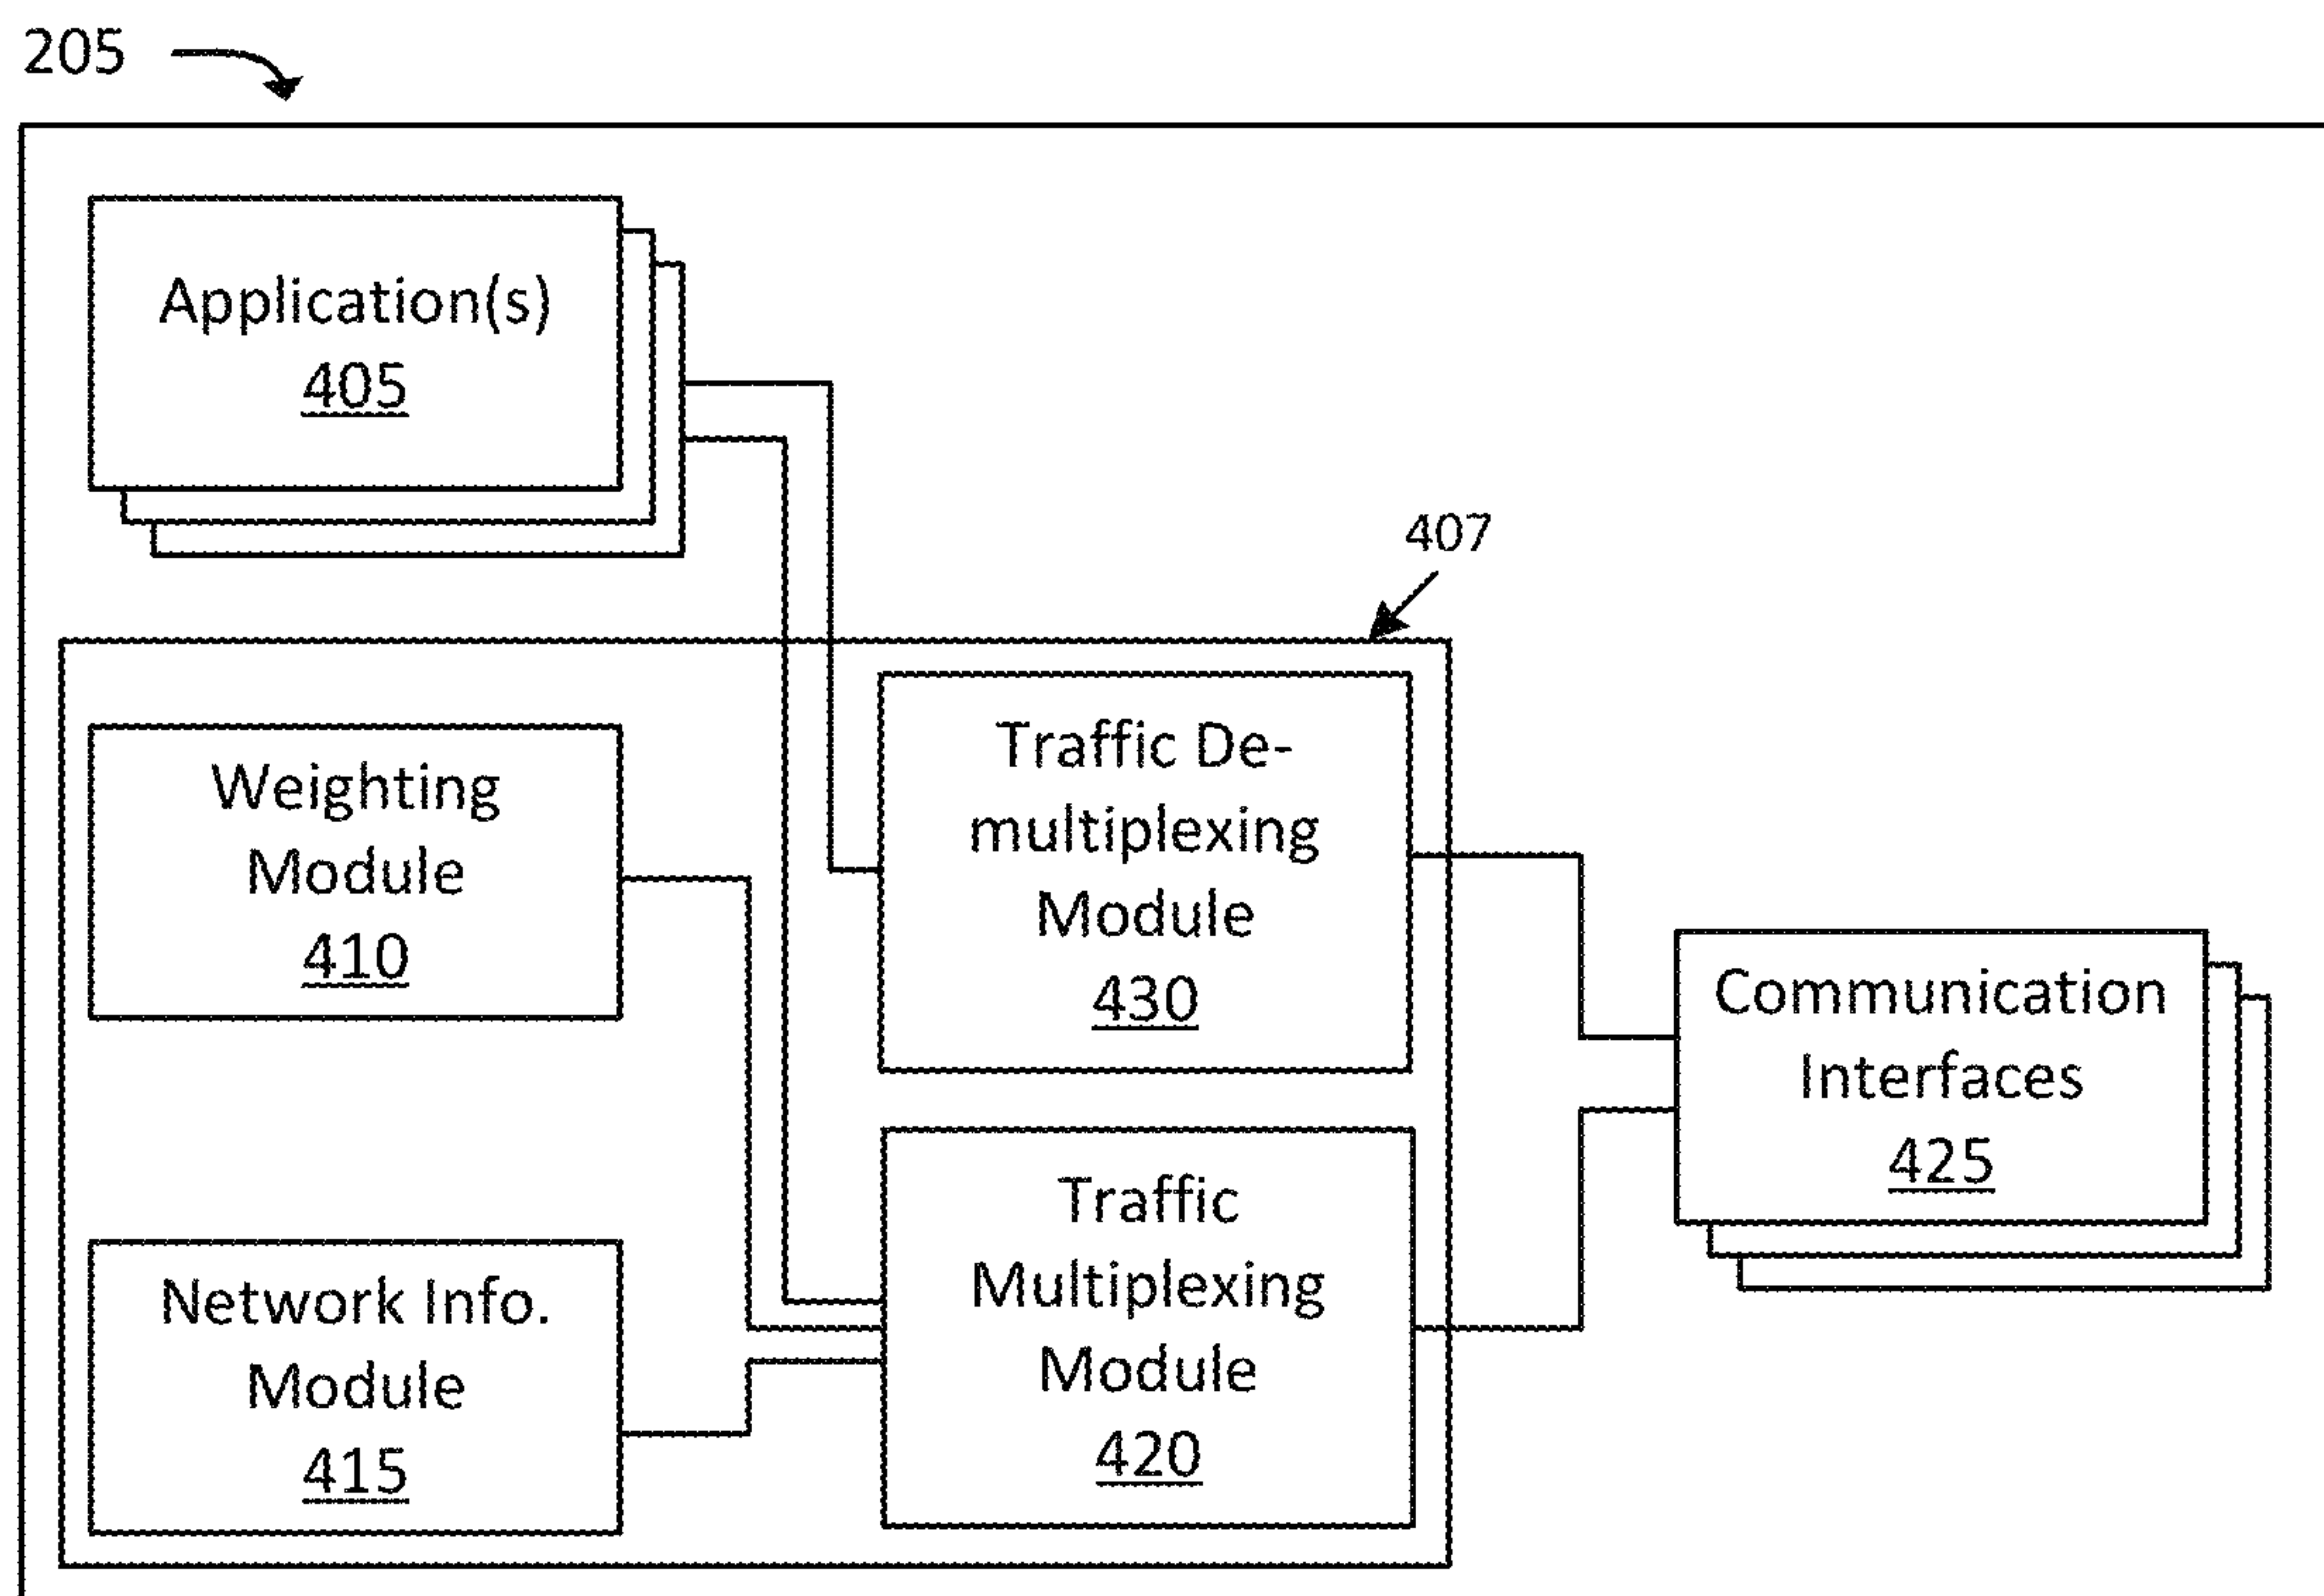 205
Application(s)
405
407
Weighting
Module
410
Traffic De-
multiplexing
Module
430
Communication
Interfaces
425
Network Info.
Module
415
Traffic
Multiplexing
Module
420